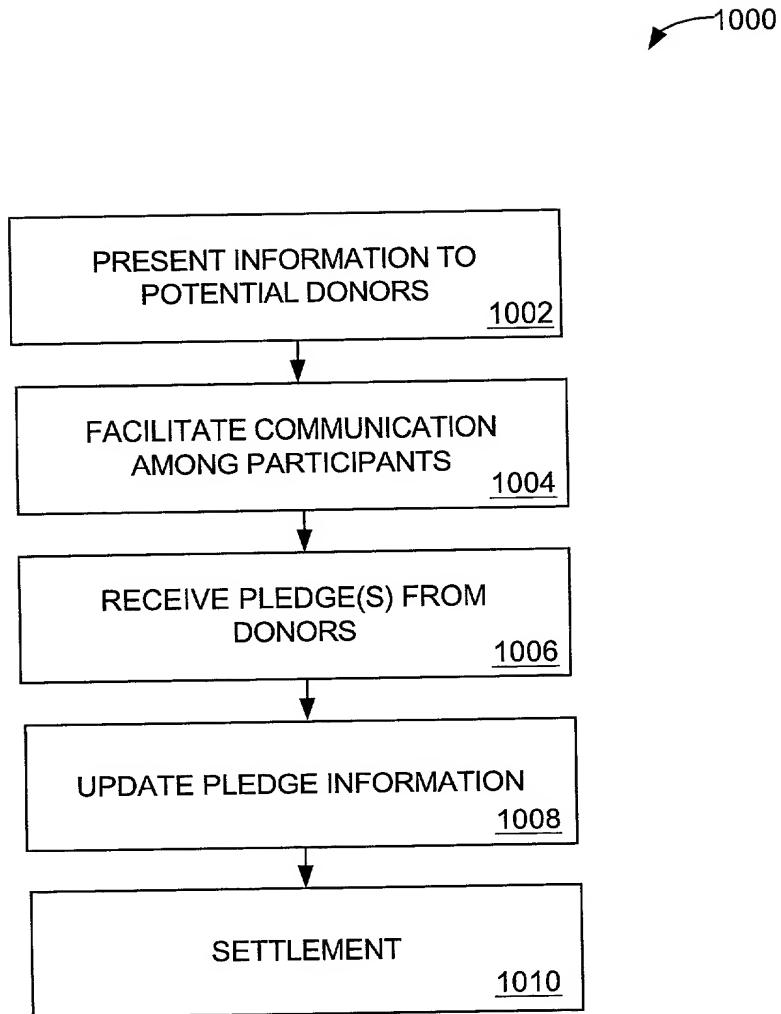 1000
PRESENT INFORMATION TO
POTENTIAL DONORS
1002
FACILITATE COMMUNICATION
AMONG PARTICIPANTS
1004
RECEIVE PLEDGE(S) FROM
DONORS
1006
UPDATE PLEDGE INFORMATION
1008
SETTLEMENT
1010